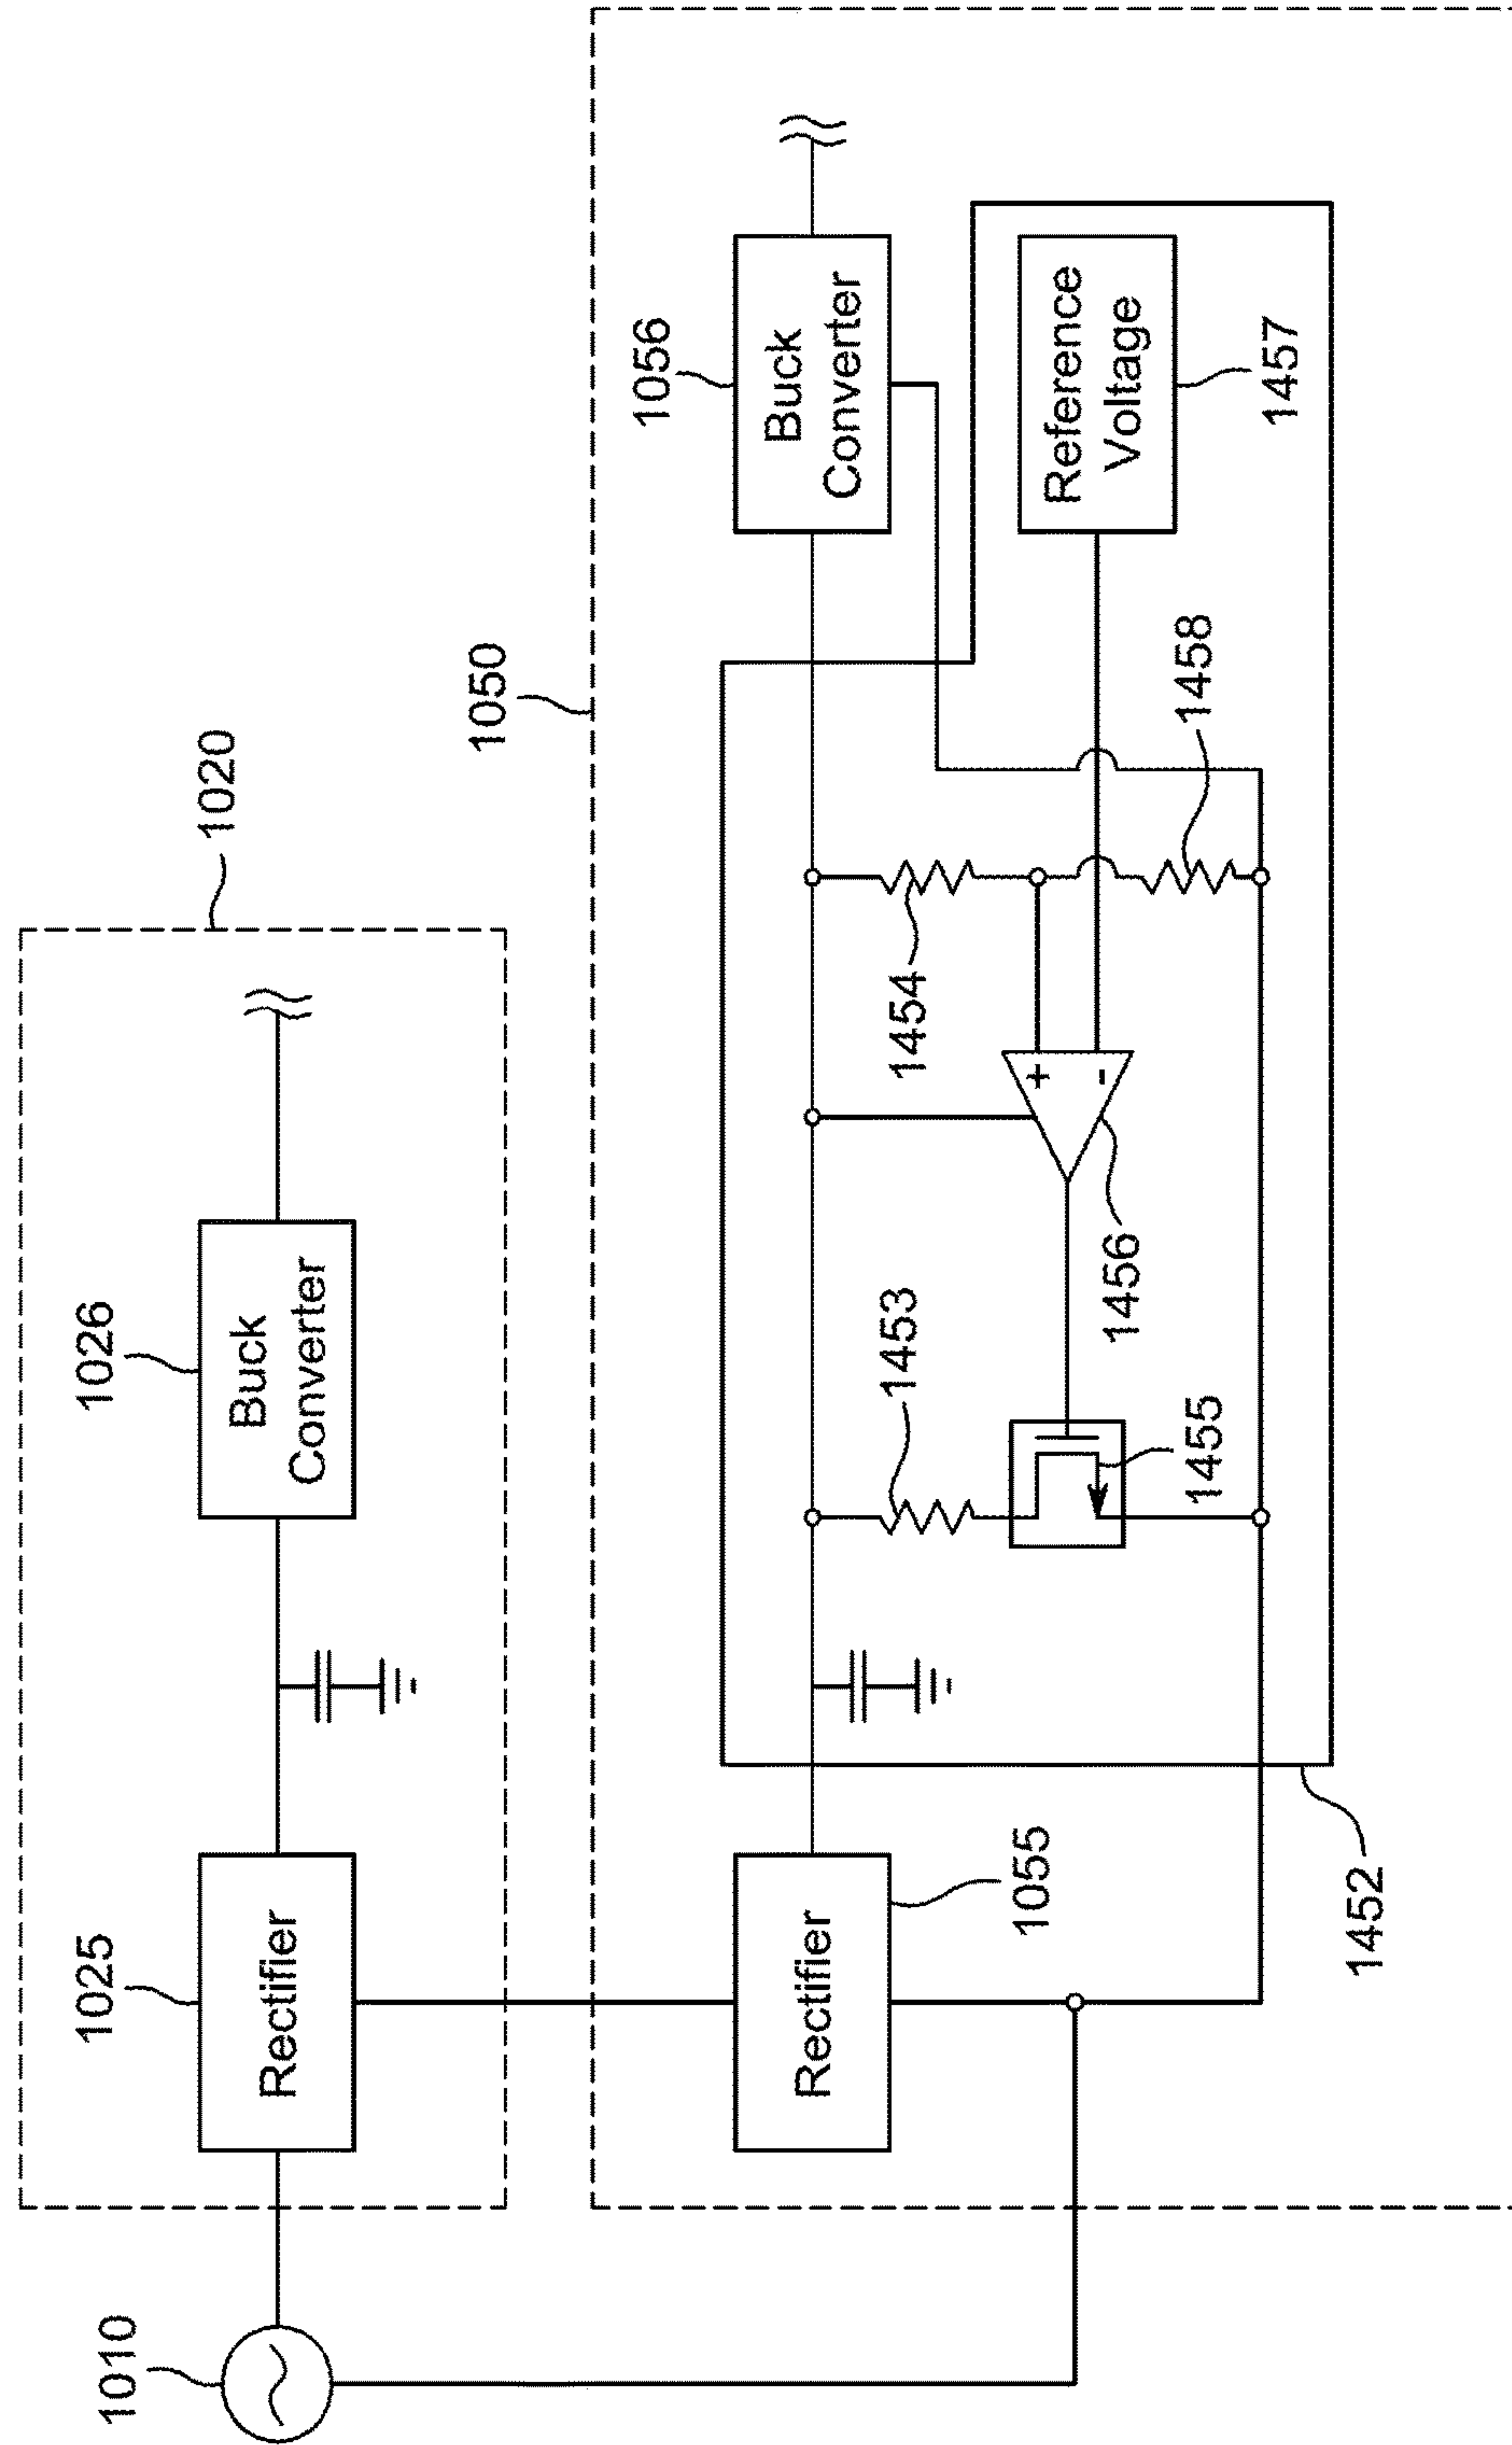 1010
1025
Rectifier
1026
Buck
Converter
1020
1050
Rectifier
1055
1452
1453
1455
+
-
1456
1454
1458
1056
Buck
Converter
Reference
Voltage
1457